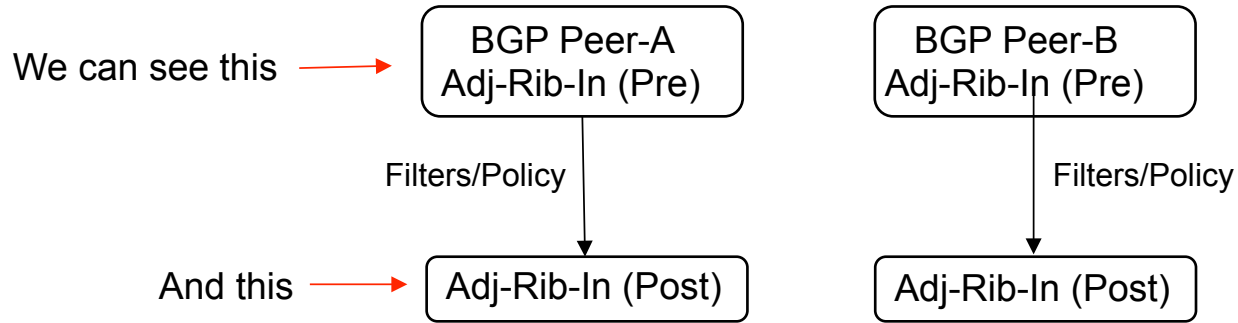 We can see this
BGP Peer-A
Adj-Rib-In (Pre)
BGP Peer-B
Adj-Rib-In (Pre)
Filters/Policy
Filters/Policy
And this
Adj-Rib-In (Post)
Adj-Rib-In (Post)